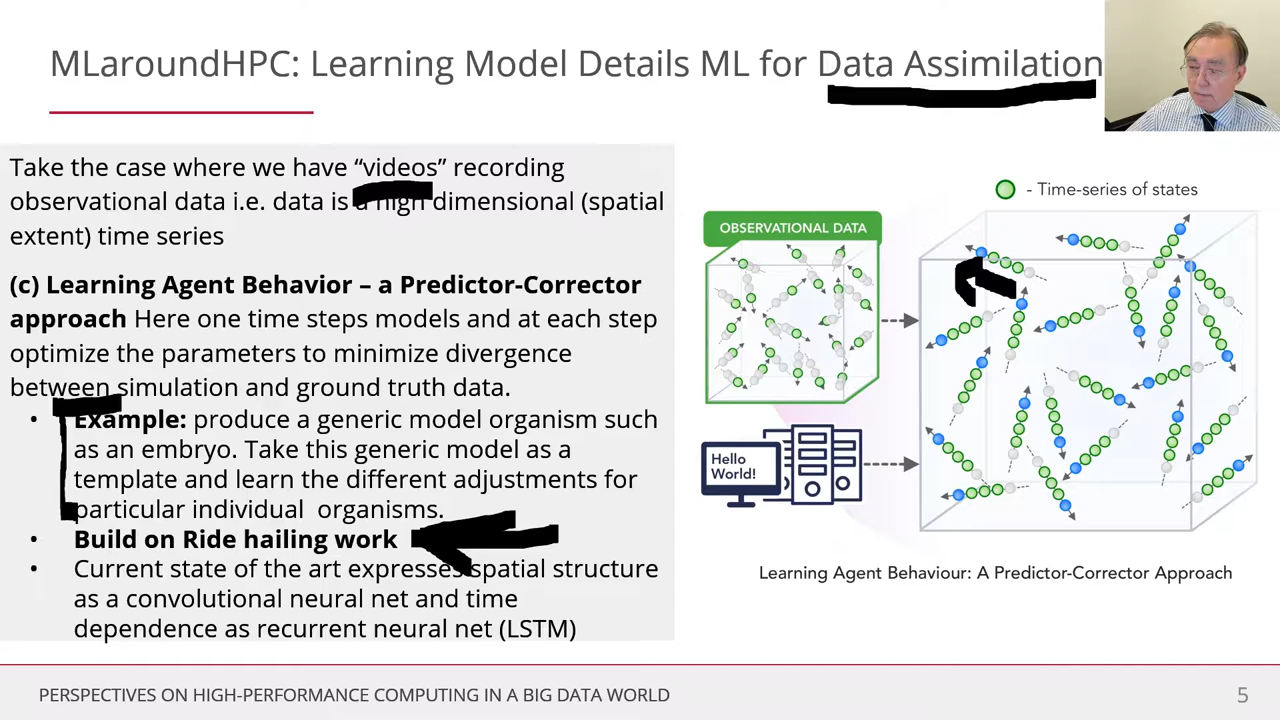 MLaroundHPC: Learning Model Details ML for Data Assimilation
Take the case where we have “videos” recording
observational data i.e. data is a high dimensional (spatial
extent) time series
(c) Learning Agent Behavior – a Predictor-Corrector
approach Here one time steps models and at each step
optimize the parameters to minimize divergence
between simulation and ground truth data.
• Example: produce a generic model organism such
as an embryo. Take this generic model as a
template and learn the different adjustments for
particular individual organisms.
• Build on Ride hailing work
• Current state of the art expresses spatial structure
as a convolutional neural net and time
dependence as recurrent neural net (LSTM)
- Time-series of states
OBSERVATIONAL DATA
Hello
World!
Learning Agent Behaviour: A Predictor-Corrector Approach
PERSPECTIVES ON HIGH-PERFORMANCE COMPUTING IN A BIG DATA WORLD
5